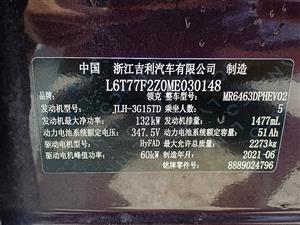 中国 浙江吉利汽车有限公司 制造
L6T77F2Z0ME030148
品牌 领克 整车型号 MR6463DPHEV02
发动机型号 JLH-3G15TD 乘坐人数 5
发动机最大净功率 132kW 发动机排量 1477mL
动力电池系统额定电压 347.5V 动力电池系统额定容量 51Ah
驱动电机型号 HyFAD 最大允许总质量 2273kg
驱动电机峰值功率 60kW 制造年月 2021-06
铭牌零件号 8889024796